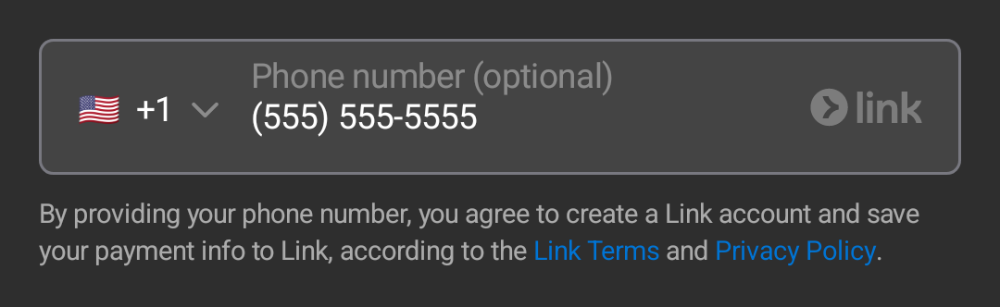 Phone number (optional)
+1 (555) 555-5555 link
By providing your phone number, you agree to create a Link account and save
your payment info to Link, according to the Link Terms and Privacy Policy.